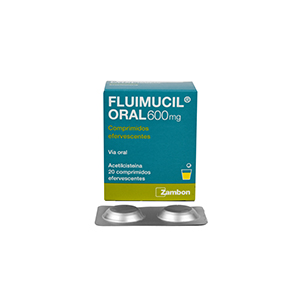 FLUIMUCIL®
ORAL 600mg
Comprimidos
efervescentes
Via oral
Acetilcisteína
20 comprimidos
efervescentes
Zambon